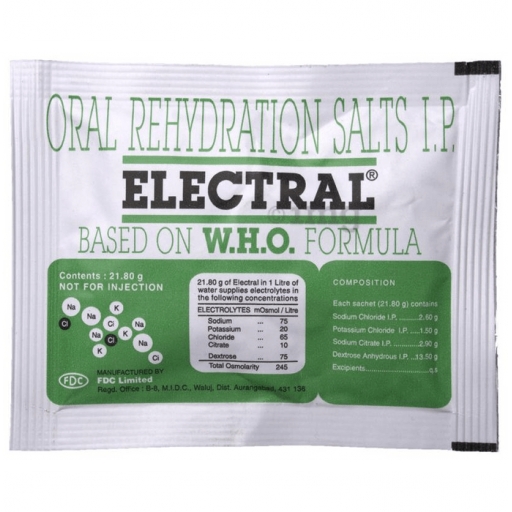 ORAL REHYDRATION SALTS I.P.
ELECTRAL®
BASED ON W.H.O. FORMULA
Contents : 21.80 g
NOT FOR INJECTION
Na
K
Na
Na
Cl
K
Cl
Na
K
Na
K
Cl
MANUFACTURED BY
FDC
FDC Limited
Regd. Office : B-8, M.I.D.C., Waluj, Dist. Aurangabad, 431 136
21.80 g of Electral in 1 Litre of
water supplies electrolytes in
the following concentrations
ELECTROLYTES mOsmol / Litre
Sodium ... 75
Potassium ... 20
Chloride ... 65
Citrate ... 10
Dextrose ... 75
Total Osmolarity 245
COMPOSITION
Each sachet (21.80 g) contains
Sodium Chloride I.P. ......2.60 g
Potassium Chloride I.P. ....1.50 g
Sodium Citrate I.P. ........2.90 g
Dextrose Anhydrous I.P. ..13.50 g
Excipients....................q.s